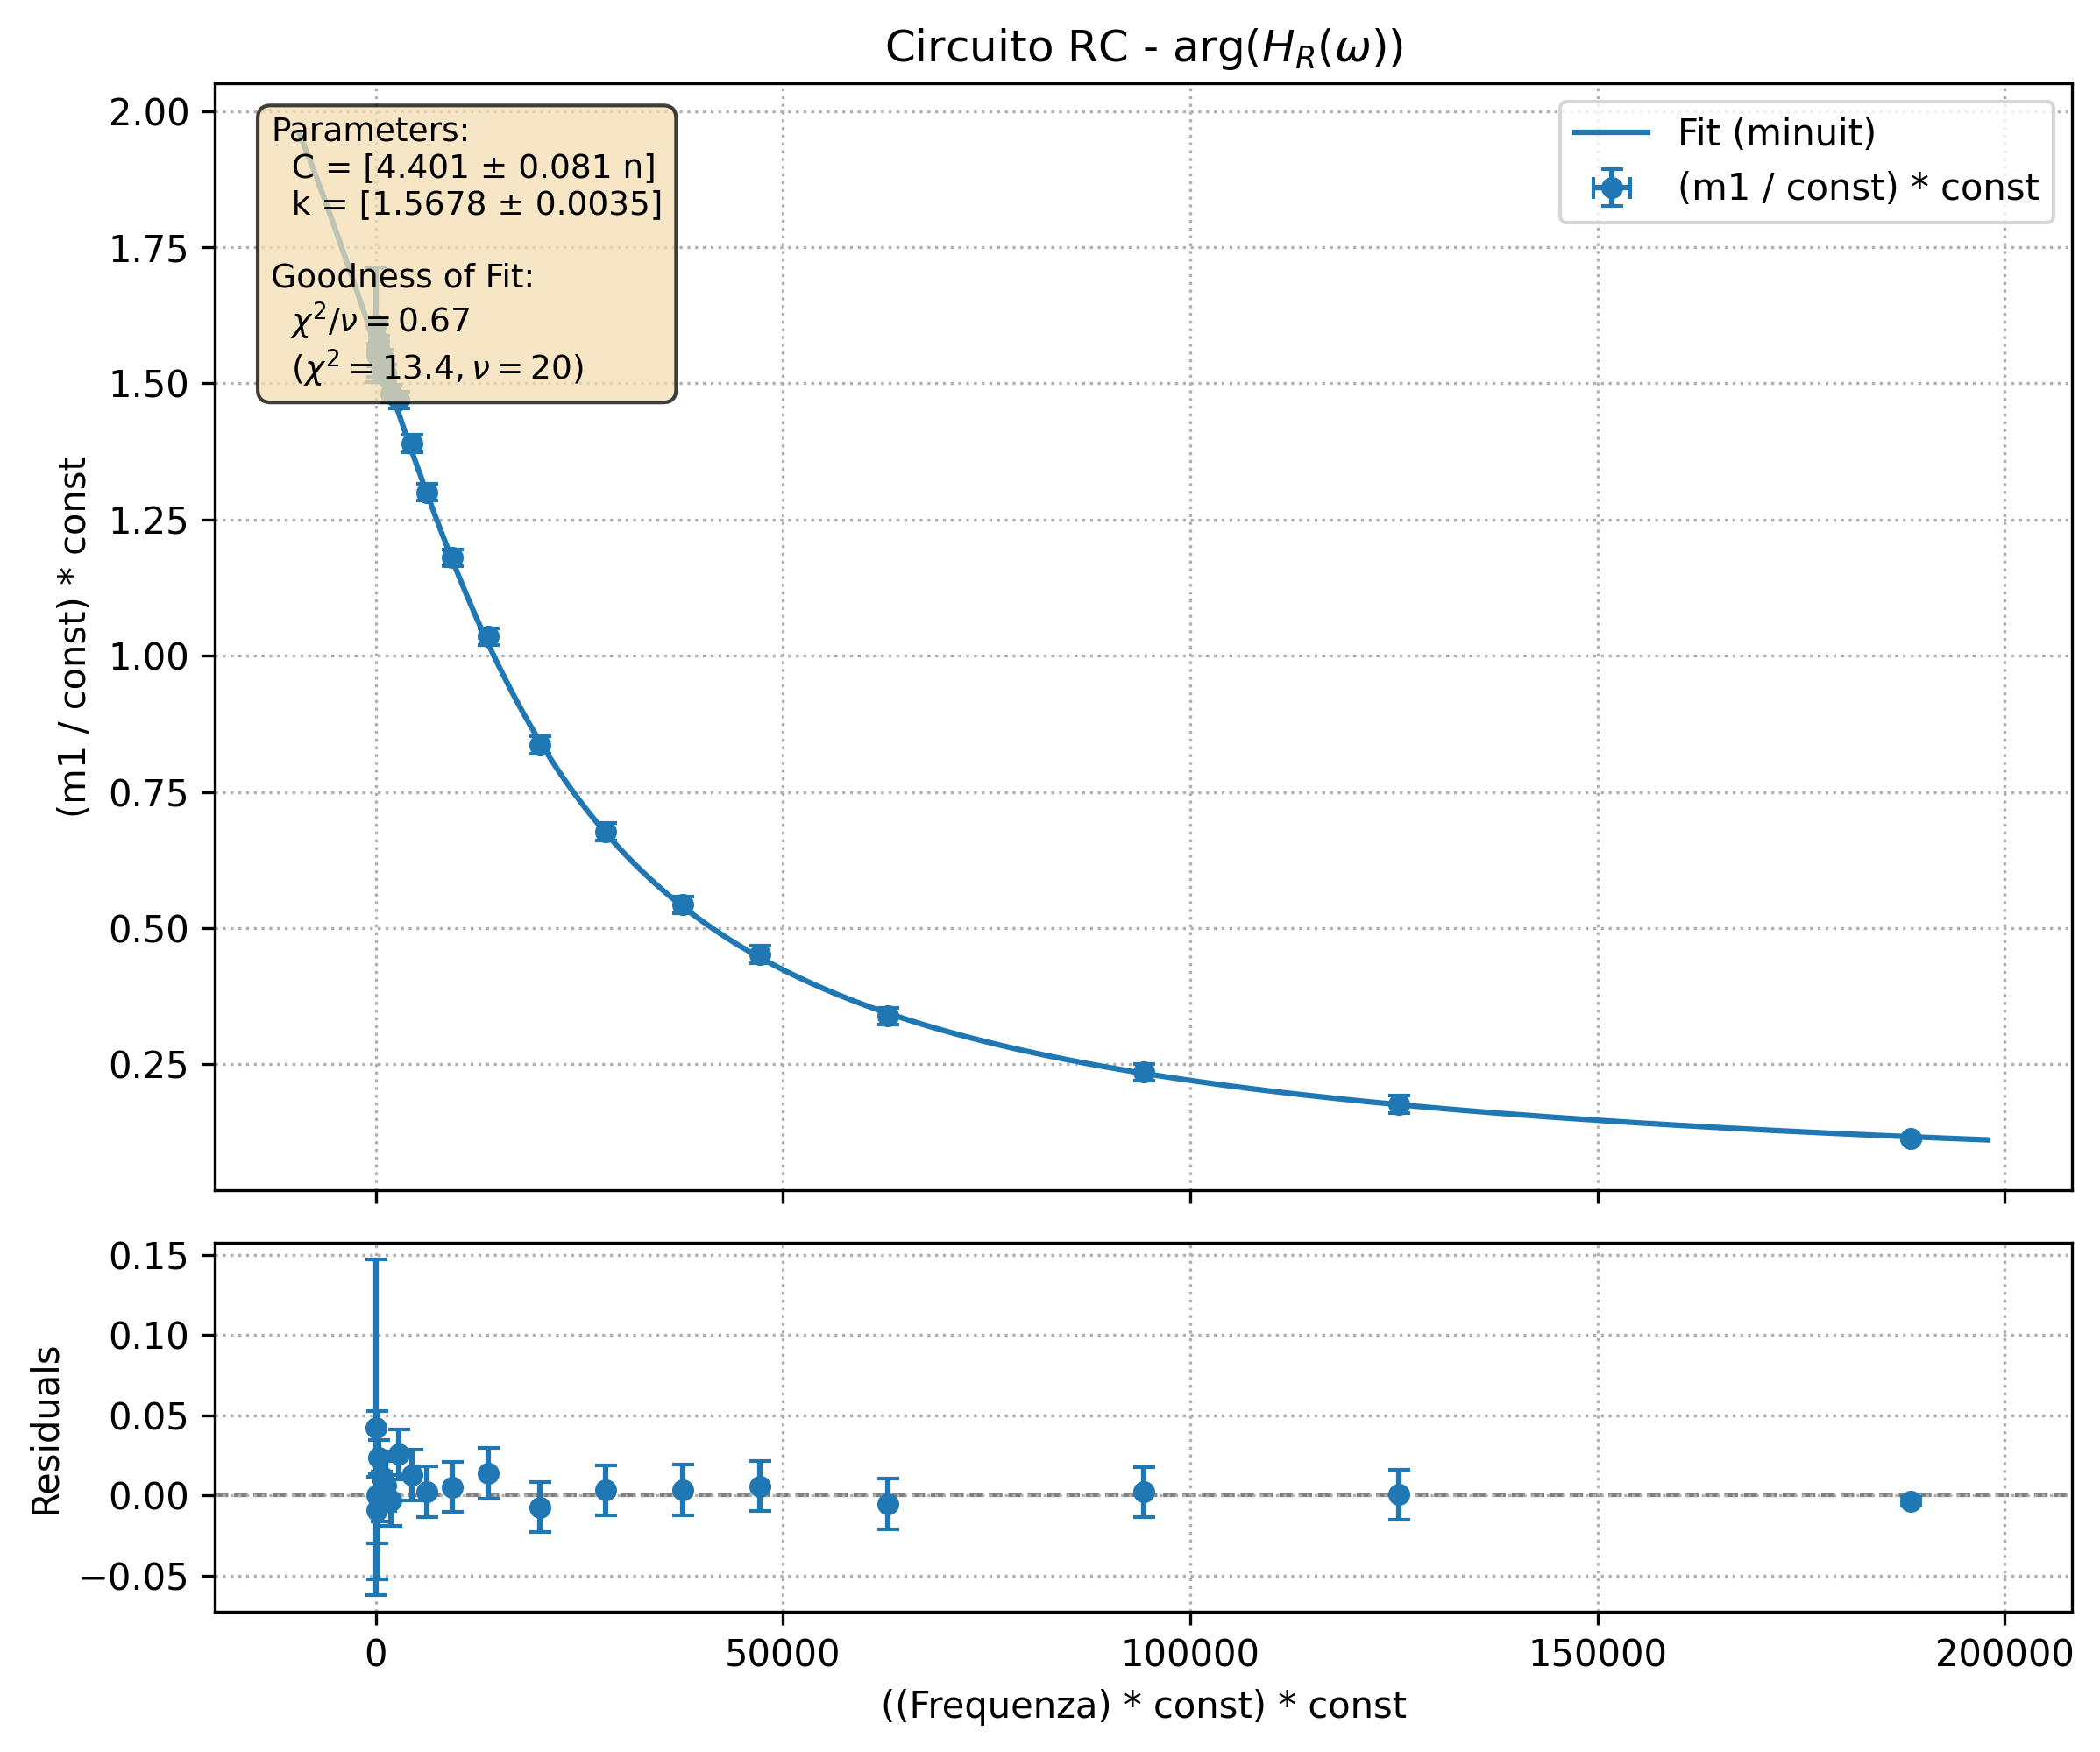 Circuito RC - arg(H_R(ω))
Parameters:
C = [4.401 ± 0.081 n]
k = [1.5678 ± 0.0035]
Goodness of Fit:
χ²/ν = 0.67
(χ² = 13.4, ν = 20)
Fit (minuit)
(m1 / const) * const
(m1 / const) * const
2.00
1.75
1.50
1.25
1.00
0.75
0.50
0.25
Residuals
0.15
0.10
0.05
0.00
−0.05
0
50000
100000
150000
200000
((Frequenza) * const) * const